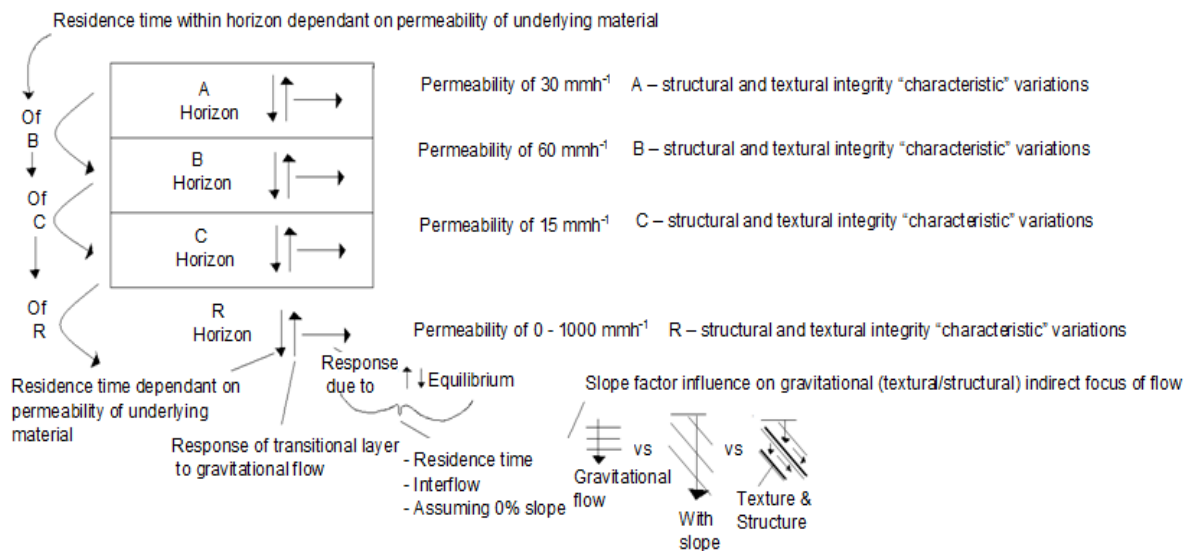 Residence time within horizon dependant on permeability of underlying material
Of
B
Of
C
Of
R
A
Horizon
Permeability of 30 mmh⁻¹ A – structural and textural integrity “characteristic” variations
B
Horizon
Permeability of 60 mmh⁻¹ B – structural and textural integrity “characteristic” variations
C
Horizon
Permeability of 15 mmh⁻¹ C – structural and textural integrity “characteristic” variations
R
Horizon
Permeability of 0 - 1000 mmh⁻¹ R – structural and textural integrity “characteristic” variations
Residence time dependant on
permeability of underlying
material
Response of transitional layer
to gravitational flow
Response
due to
Equilibrium
- Residence time
- Interflow
- Assuming 0% slope
Slope factor influence on gravitational (textural/structural) indirect focus of flow
Gravitational
flow
vs
With
slope
vs
Texture &
Structure